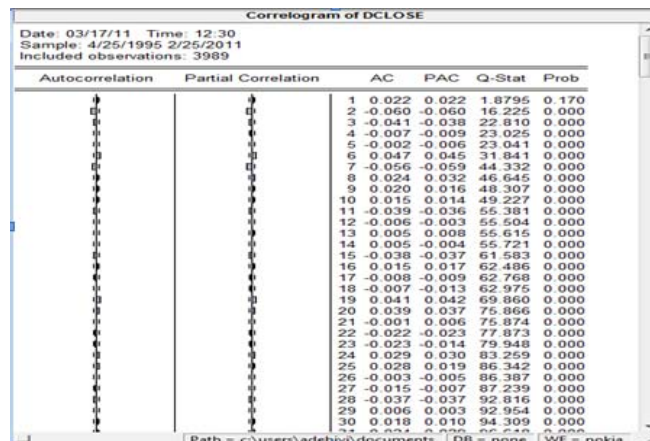 Correlogram of DCLOSE
Date: 03/17/11 Time: 12:30
Sample: 4/25/1995 2/25/2011
Included observations: 3989
Autocorrelation Partial Correlation AC PAC Q-Stat Prob
1 0.022 0.022 1.8795 0.170
2 -0.060 -0.060 16.225 0.000
3 -0.041 -0.038 22.810 0.000
4 -0.007 -0.009 23.025 0.000
5 -0.002 -0.006 23.041 0.000
6 0.047 0.045 31.841 0.000
7 -0.056 -0.059 44.332 0.000
8 0.024 0.032 46.645 0.000
9 0.020 0.016 48.307 0.000
10 0.015 0.014 49.227 0.000
11 -0.039 -0.036 55.381 0.000
12 -0.006 -0.003 55.504 0.000
13 0.005 0.008 55.615 0.000
14 0.005 -0.004 55.721 0.000
15 -0.038 -0.037 61.583 0.000
16 0.015 0.017 62.486 0.000
17 -0.008 -0.009 62.768 0.000
18 -0.007 -0.013 62.975 0.000
19 0.041 0.042 69.860 0.000
20 0.039 0.037 75.866 0.000
21 -0.001 0.006 75.874 0.000
22 -0.022 -0.023 77.873 0.000
23 -0.023 -0.014 79.948 0.000
24 0.029 0.030 83.259 0.000
25 0.028 0.019 86.342 0.000
26 -0.003 -0.005 86.387 0.000
27 -0.015 -0.007 87.239 0.000
28 -0.037 -0.037 92.816 0.000
29 0.006 0.003 92.954 0.000
30 0.018 0.010 94.309 0.000
Path = c:\users\adebiyi\documents DB = none WF = nokia